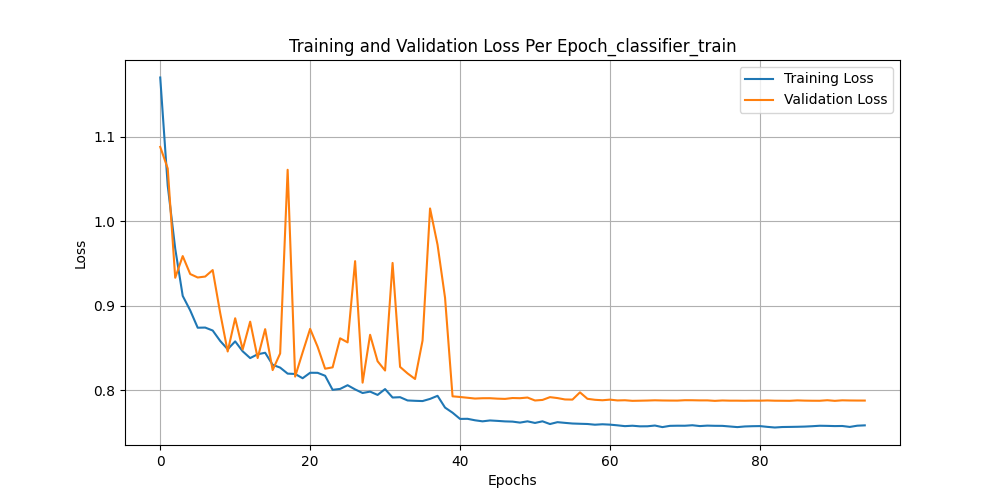 Training and Validation Loss Per Epoch_classifier_train
Training Loss
Validation Loss
1.1
1.0
0.9
0.8
Loss
0
20
40
60
80
Epochs